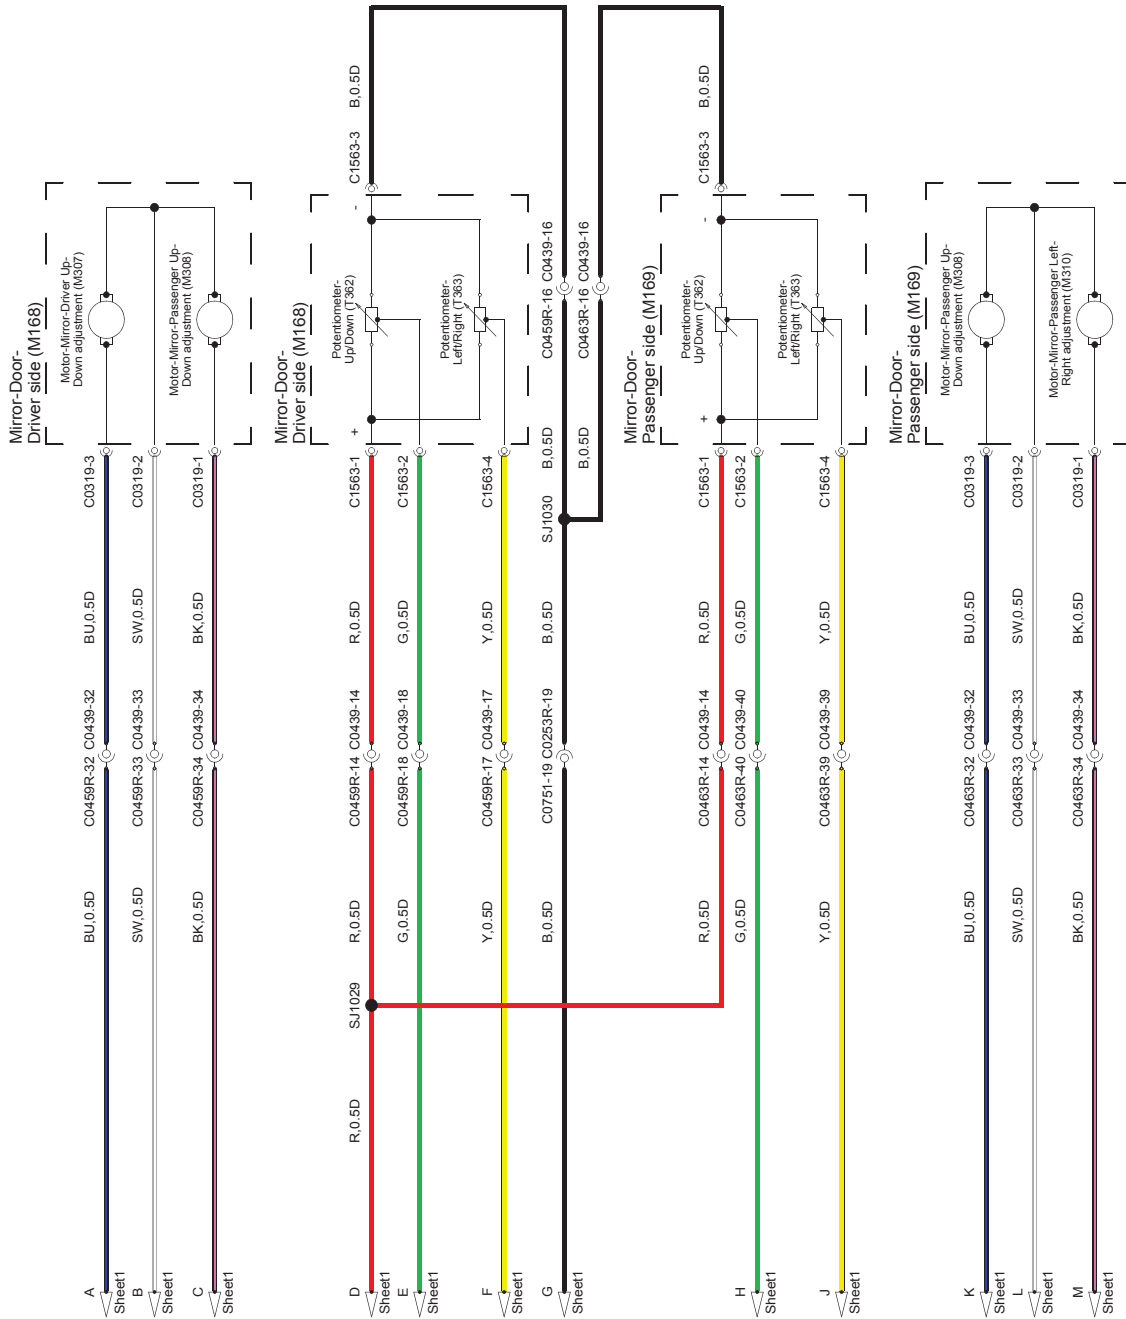 Mirror-Door-
Driver side (M168)
Motor-Mirror-Driver Up-
Down adjustment (M307)
Motor-Mirror-Passenger Up-
Down adjustment (M308)
C0319-3
C0319-2
C0319-1
BU,0.5D
SW,0.5D
BK,0.5D
C0459R-32 C0439-32
C0459R-33 C0439-33
C0459R-34 C0439-34
BU,0.5D
SW,0.5D
BK,0.5D
A
Sheet1
B
Sheet1
C
Sheet1
Mirror-Door-
Driver side (M168)
B,0.5D
C1563-3
-
Potentiometer-
Up/Down (T362)
Potentiometer-
Left/Right (T363)
+
C1563-1
C1563-2
C1563-4
R,0.5D
G,0.5D
Y,0.5D
C0459R-14 C0439-14
C0459R-18 C0439-18
C0459R-17 C0439-17
R,0.5D
G,0.5D
Y,0.5D
SJ1029
R,0.5D
D
Sheet1
E
Sheet1
F
Sheet1
C0459R-16 C0439-16
C0463R-16 C0439-16
B,0.5D
B,0.5D
SJ1030
B,0.5D
C0751-19 C0253R-19
B,0.5D
G
Sheet1
Mirror-Door-
Passenger side (M169)
B,0.5D
C1563-3
-
Potentiometer-
Up/Down (T362)
Potentiometer-
Left/Right (T363)
+
C1563-1
C1563-2
C1563-4
R,0.5D
G,0.5D
Y,0.5D
C0463R-14 C0439-14
C0463R-40 C0439-40
C0463R-39 C0439-39
R,0.5D
G,0.5D
Y,0.5D
H
Sheet1
J
Sheet1
Mirror-Door-
Passenger side (M169)
Motor-Mirror-Passenger Up-
Down adjustment (M308)
Motor-Mirror-Passenger Left-
Right adjustment (M310)
C0319-3
C0319-2
C0319-1
BU,0.5D
SW,0.5D
BK,0.5D
C0463R-32 C0439-32
C0463R-33 C0439-33
C0463R-34 C0439-34
BU,0.5D
SW,0.5D
BK,0.5D
K
Sheet1
L
Sheet1
M
Sheet1